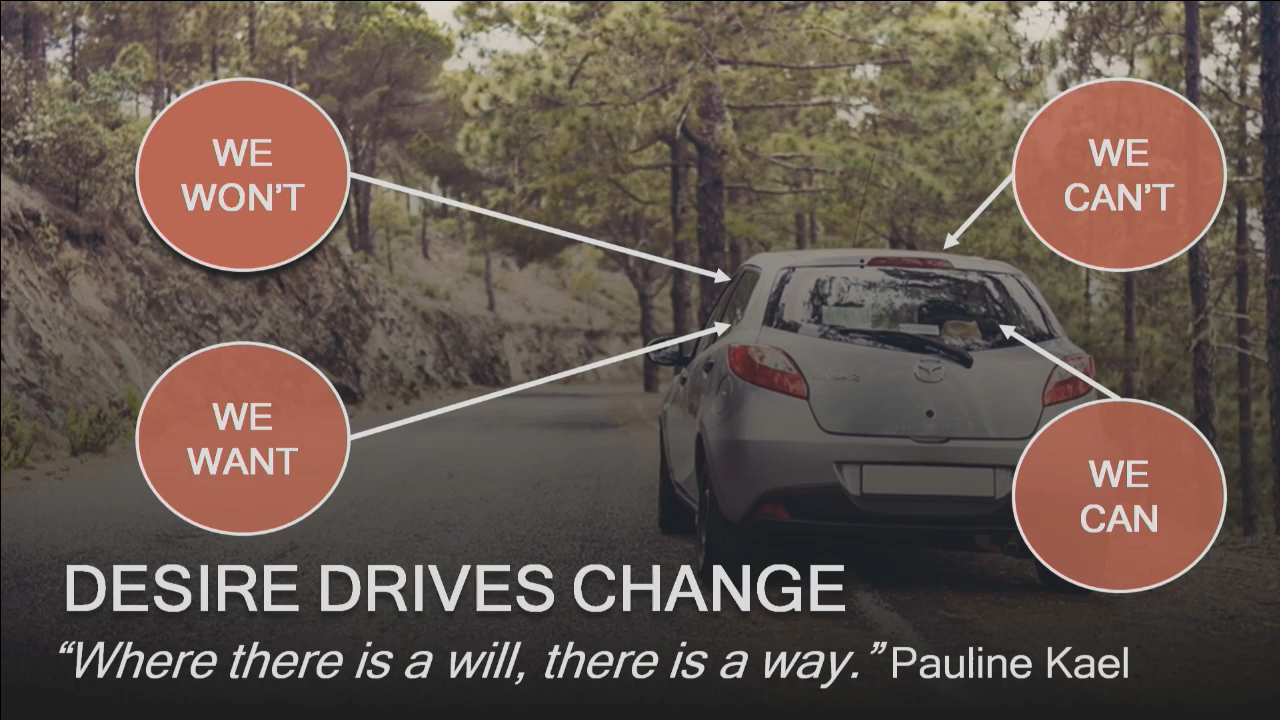 WE
WON’T
WE
CAN’T
WE
WANT
WE
CAN
DESIRE DRIVES CHANGE
“Where there is a will, there is a way.” Pauline Kael